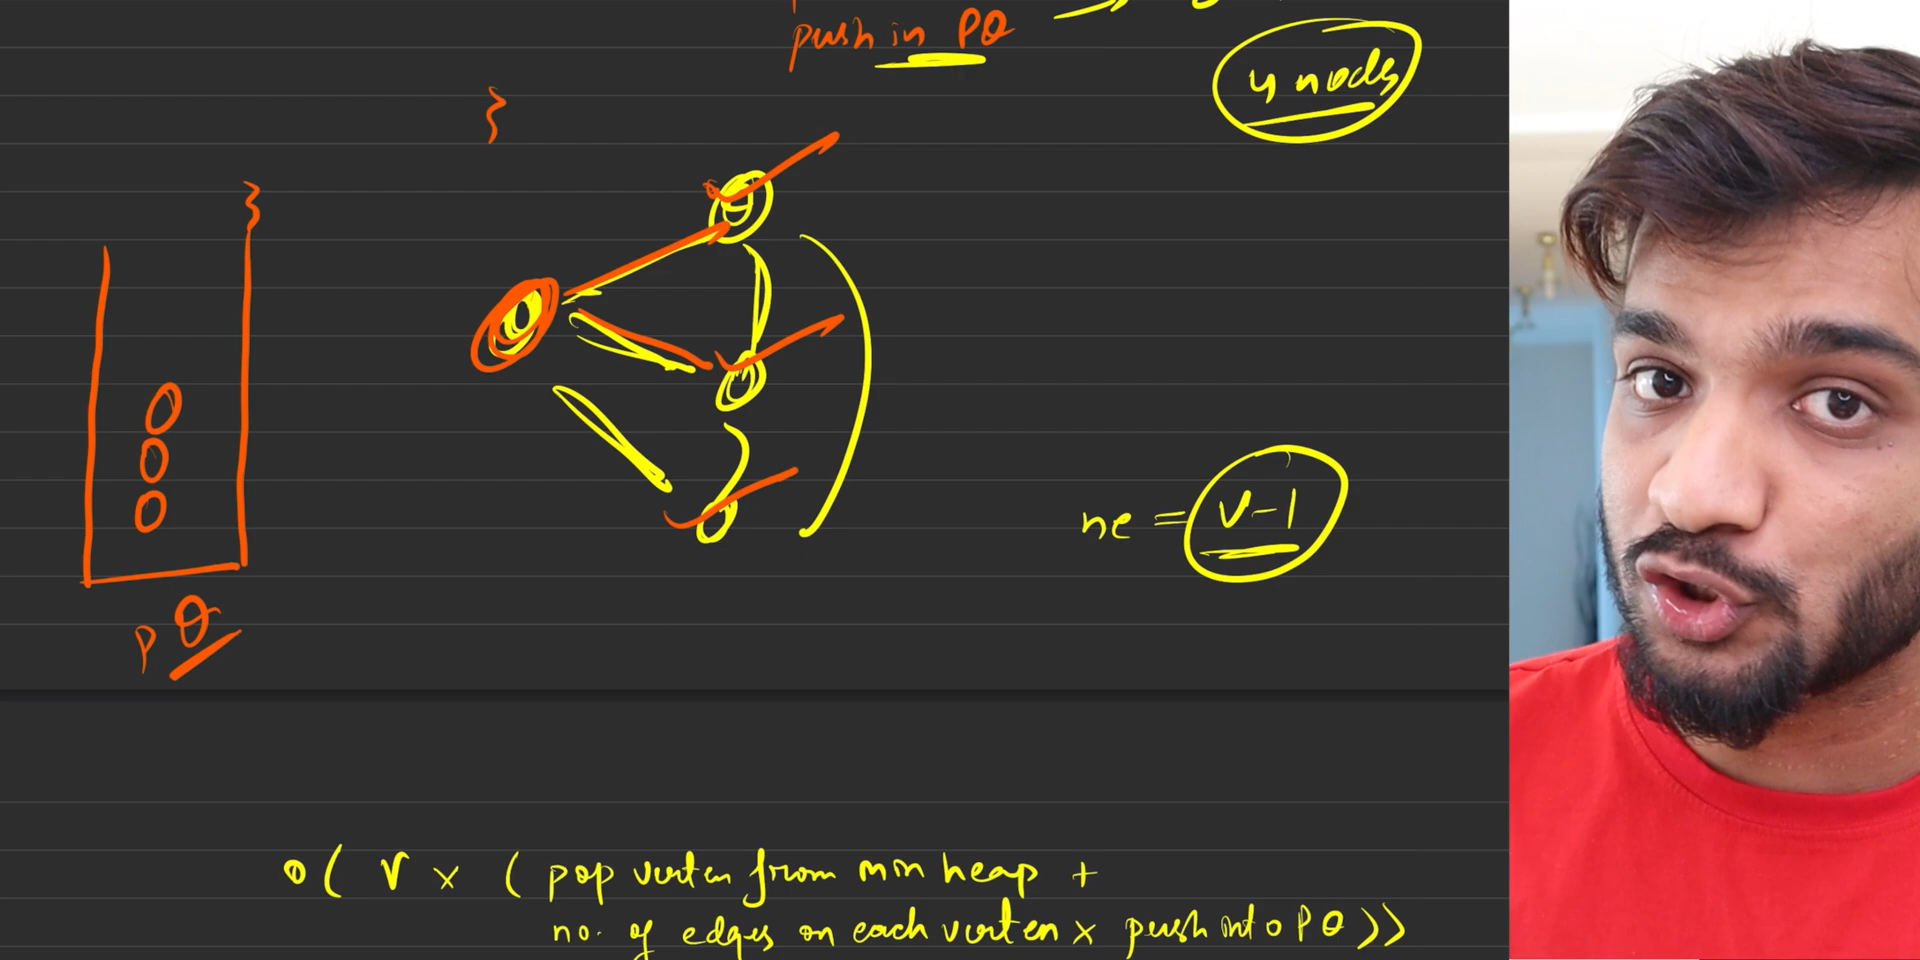 push in PQ
4 nodes
}
}
ne = V-1
PQ
O( V x ( pop vertex from min heap +
no. of edges on each vertex x push into PQ ))